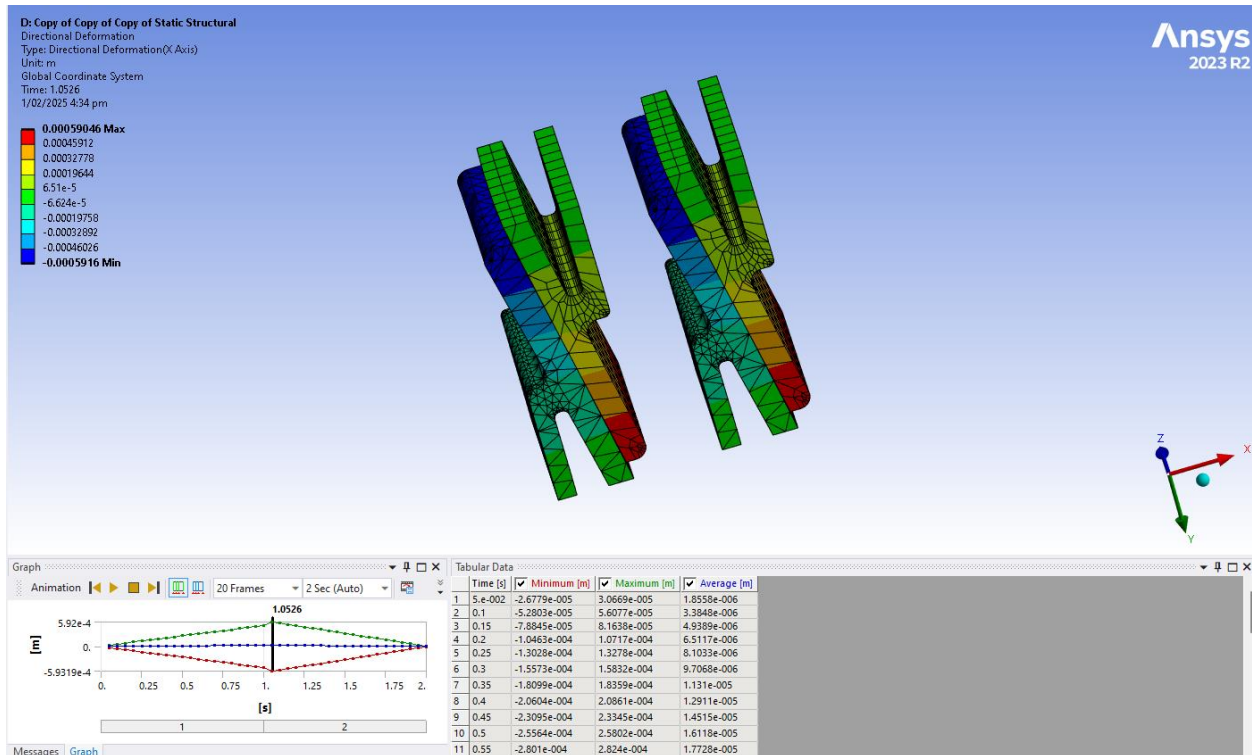 D: Copy of Copy of Copy of Static Structural
Directional Deformation
Type: Directional Deformation(X Axis)
Unit: m
Global Coordinate System
Time: 1.0526
1/02/2025 4:34 pm
0.00059046 Max
0.00045912
0.00032778
0.00019644
6.51e-5
-6.624e-5
-0.00019758
-0.00032892
-0.00046026
-0.0005916 Min
Ansys
2023 R2
Z
X
Y
Graph
Animation 20 Frames 2 Sec (Auto)
1.0526
5.92e-4
0.
-5.9319e-4
[m]
0. 0.25 0.5 0.75 1. 1.25 1.5 1.75 2.
[s]
1 2
Messages Graph
Tabular Data
Time [s] Minimum [m] Maximum [m] Average [m]
1 5.e-002 -2.6779e-005 3.0669e-005 1.8558e-006
2 0.1 -5.2803e-005 5.6077e-005 3.3848e-006
3 0.15 -7.8845e-005 8.1638e-005 4.9389e-006
4 0.2 -1.0463e-004 1.0717e-004 6.5117e-006
5 0.25 -1.3028e-004 1.3278e-004 8.1033e-006
6 0.3 -1.5573e-004 1.5832e-004 9.7068e-006
7 0.35 -1.8099e-004 1.8359e-004 1.131e-005
8 0.4 -2.0604e-004 2.0861e-004 1.2911e-005
9 0.45 -2.3095e-004 2.3345e-004 1.4515e-005
10 0.5 -2.5564e-004 2.5802e-004 1.6118e-005
11 0.55 -2.801e-004 2.824e-004 1.7728e-005